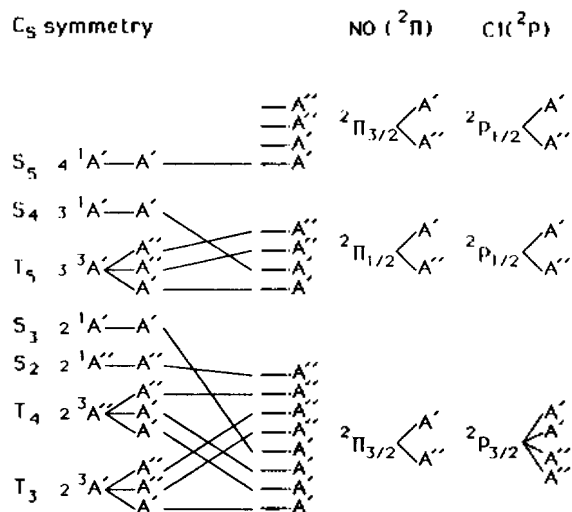 C_S symmetry NO (²Π) Cl(²P)
A″ A′ A′
A″ ²Π₃/₂ ²P₁/₂
A′ A″ A″
S₅ 4 ¹A′ A′ A′
S₄ 3 ¹A′ A′
A″ A′ A′
A″ A″ ²Π₁/₂ ²P₁/₂
T₅ 3 ³A′ A″ A′ A″ A″
A′ A′
S₃ 2 ¹A′ A′
S₂ 2 ¹A″ A″ A″
A″ A″
T₄ 2 ³A″ A′ A″ A′ A′
A′ A″ A′
A′ ²Π₃/₂ ²P₃/₂
A″ A′ A″ A″
T₃ 2 ³A′ A″ A′ A″
A′ A′